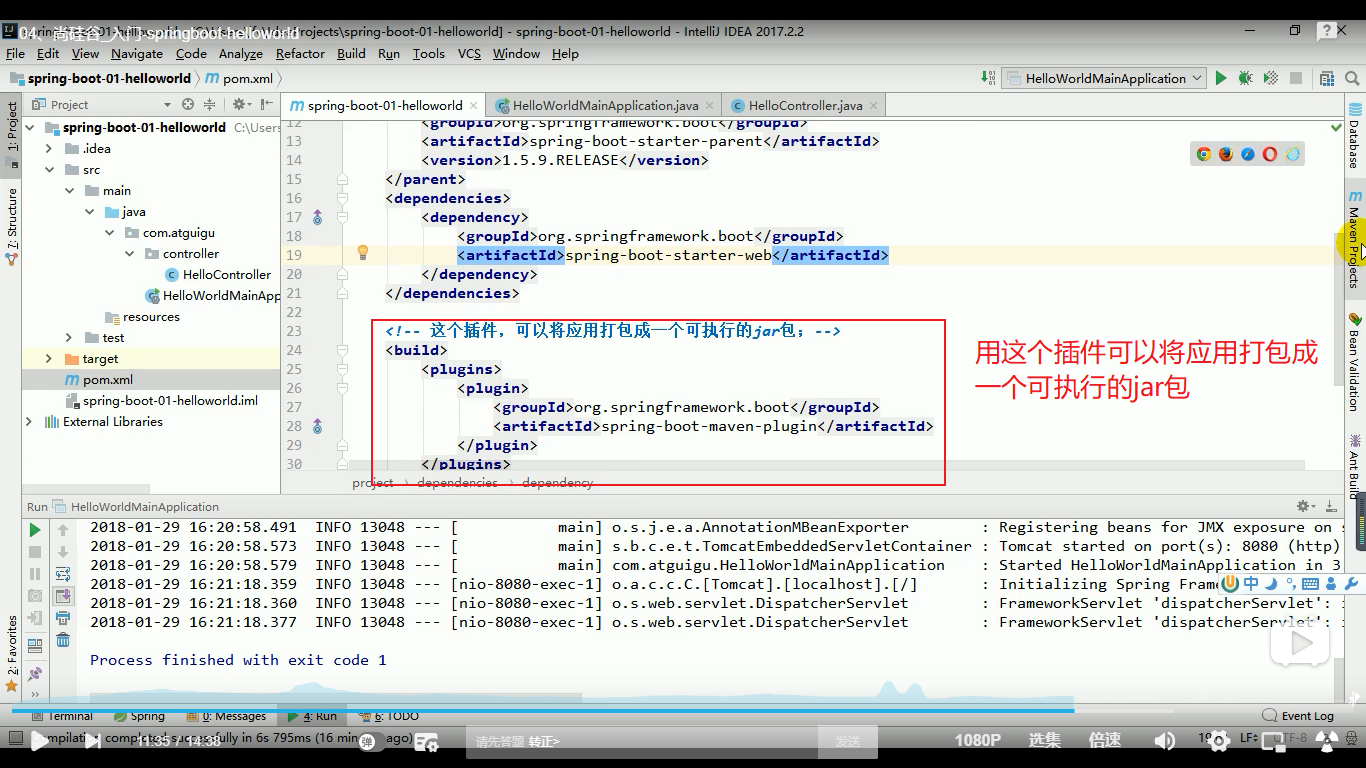 04、尚硅谷_入门-springboot-helloworld
spring-boot-01-helloworld] - spring-boot-01-helloworld - IntelliJ IDEA 2017.2.2
File Edit View Navigate Code Analyze Refactor Build Run Tools VCS Window Help
spring-boot-01-helloworld pom.xml HelloWorldMainApplication
Project
spring-boot-01-helloworld HelloWorldMainApplication.java HelloController.java
1: Project
7: Structure
2: Favorites
spring-boot-01-helloworld C:\Users
.idea
src
main
java
com.atguigu
controller
HelloController
HelloWorldMainApp
resources
test
target
pom.xml
spring-boot-01-helloworld.iml
External Libraries
12 <groupId>org.springframework.boot</groupId>
13 <artifactId>spring-boot-starter-parent</artifactId>
14 <version>1.5.9.RELEASE</version>
15 </parent>
16 <dependencies>
17 <dependency>
18 <groupId>org.springframework.boot</groupId>
19 <artifactId>spring-boot-starter-web</artifactId>
20 </dependency>
21 </dependencies>
22
23 <!-- 这个插件，可以将应用打包成一个可执行的jar包；-->
24 <build>
25 <plugins>
26 <plugin>
27 <groupId>org.springframework.boot</groupId>
28 <artifactId>spring-boot-maven-plugin</artifactId>
29 </plugin>
30 </plugins>
project dependencies dependency
用这个插件可以将应用打包成
一个可执行的jar包
Database
Maven Projects
Bean Validation
Ant Build
Run HelloWorldMainApplication
2018-01-29 16:20:58.491 INFO 13048 --- [ main] o.s.j.e.a.AnnotationMBeanExporter : Registering beans for JMX exposure on s
2018-01-29 16:20:58.573 INFO 13048 --- [ main] s.b.c.e.t.TomcatEmbeddedServletContainer : Tomcat started on port(s): 8080 (http)
2018-01-29 16:20:58.579 INFO 13048 --- [ main] com.atguigu.HelloWorldMainApplication : Started HelloWorldMainApplication in 3
2018-01-29 16:21:18.359 INFO 13048 --- [nio-8080-exec-1] o.a.c.c.C.[Tomcat].[localhost].[/] : Initializing Spring Frame
2018-01-29 16:21:18.360 INFO 13048 --- [nio-8080-exec-1] o.s.web.servlet.DispatcherServlet : FrameworkServlet 'dispatcherServlet': i
2018-01-29 16:21:18.377 INFO 13048 --- [nio-8080-exec-1] o.s.web.servlet.DispatcherServlet : FrameworkServlet 'dispatcherServlet': i
中
Process finished with exit code 1
Terminal Spring 0: Messages 4: Run 6: TODO Event Log
completed successfully in 6s 795ms (16 min ago)
11:35 / 14:38 弹 请先答题 转正> 发送 1080P 选集 倍速 LF UTF-8